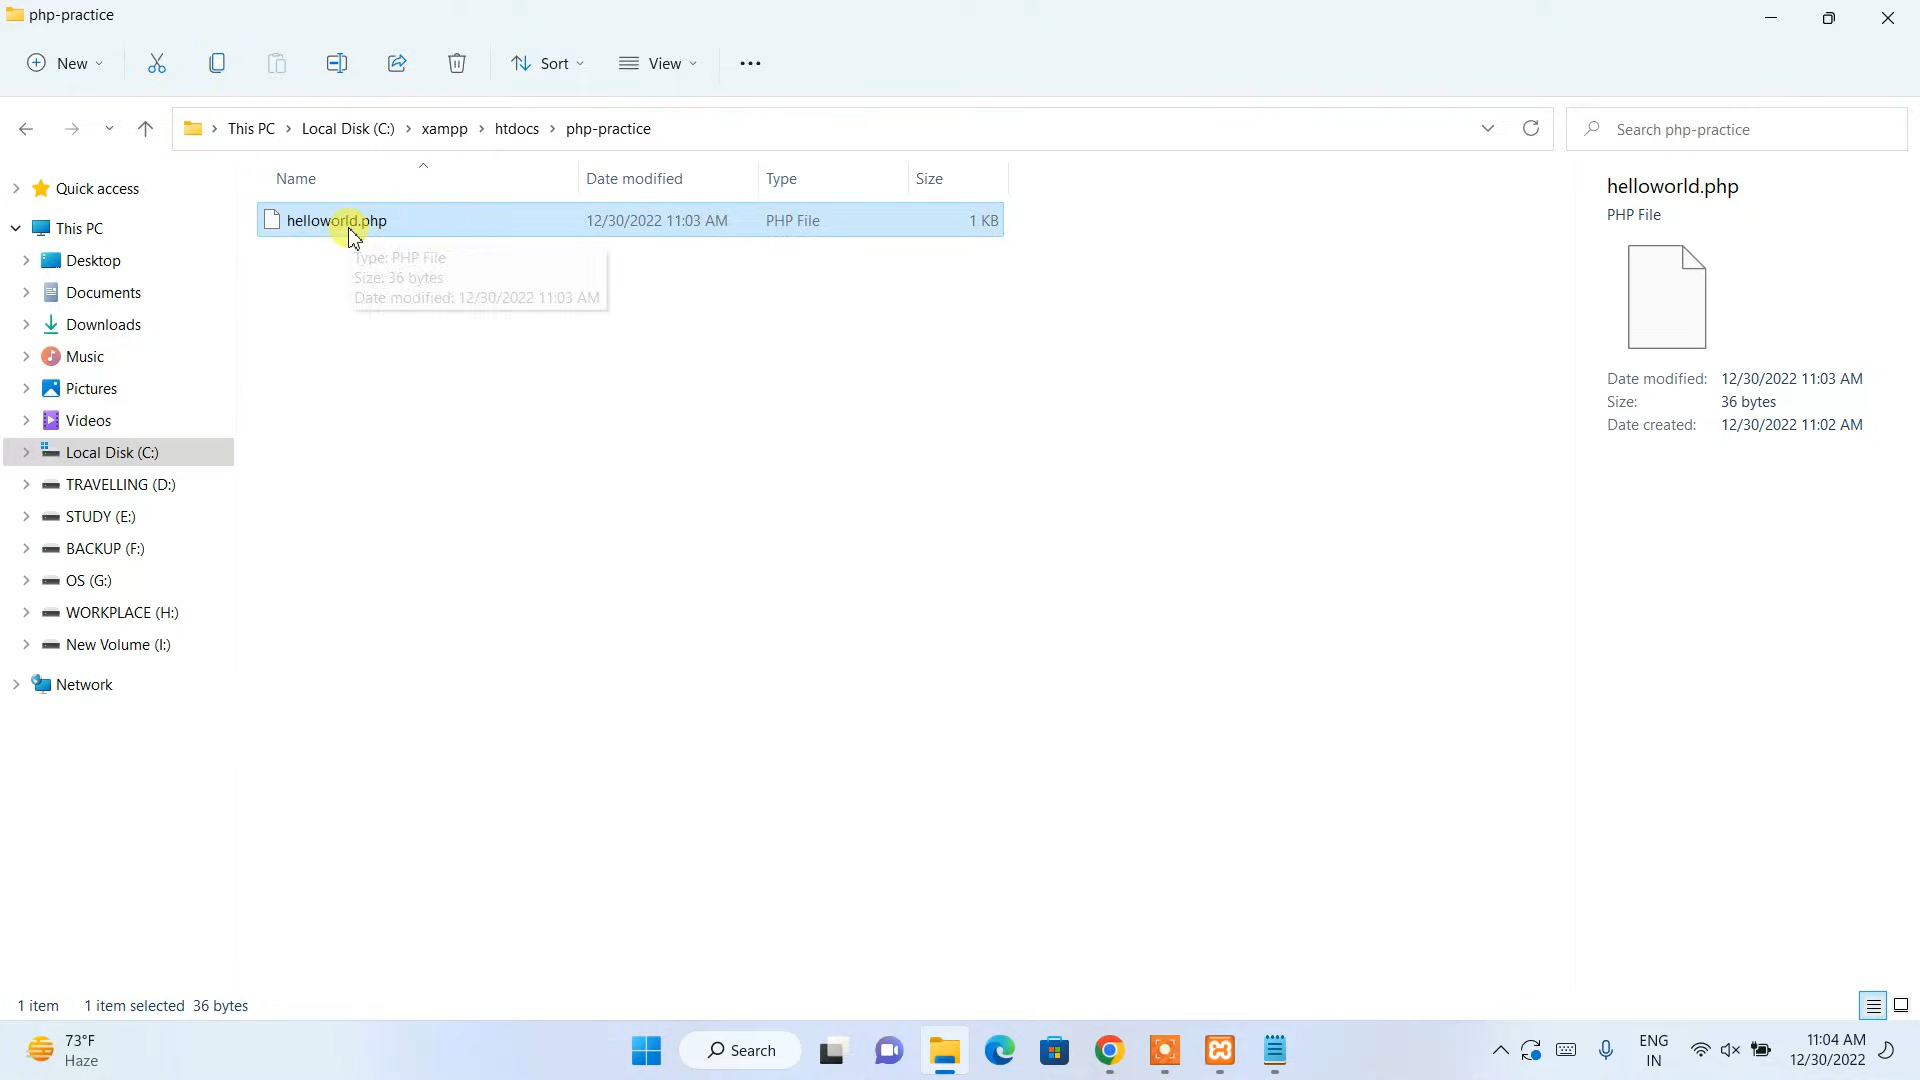 php-practice
New
Sort
View
This PC
Local Disk (C:)
xampp
htdocs
php-practice
Search php-practice
Name
Date modified
Type
Size
helloworld.php
12/30/2022 11:03 AM
PHP File
1 KB
Type: PHP File
Size: 36 bytes
Date modified: 12/30/2022 11:03 AM
Quick access
This PC
Desktop
Documents
Downloads
Music
Pictures
Videos
Local Disk (C:)
TRAVELLING (D:)
STUDY (E:)
BACKUP (F:)
OS (G:)
WORKPLACE (H:)
New Volume (I:)
Network
helloworld.php
PHP File
Date modified: 12/30/2022 11:03 AM
Size: 36 bytes
Date created: 12/30/2022 11:02 AM
1 item
1 item selected 36 bytes
73°F
Haze
Search
ENG
IN
11:04 AM
12/30/2022